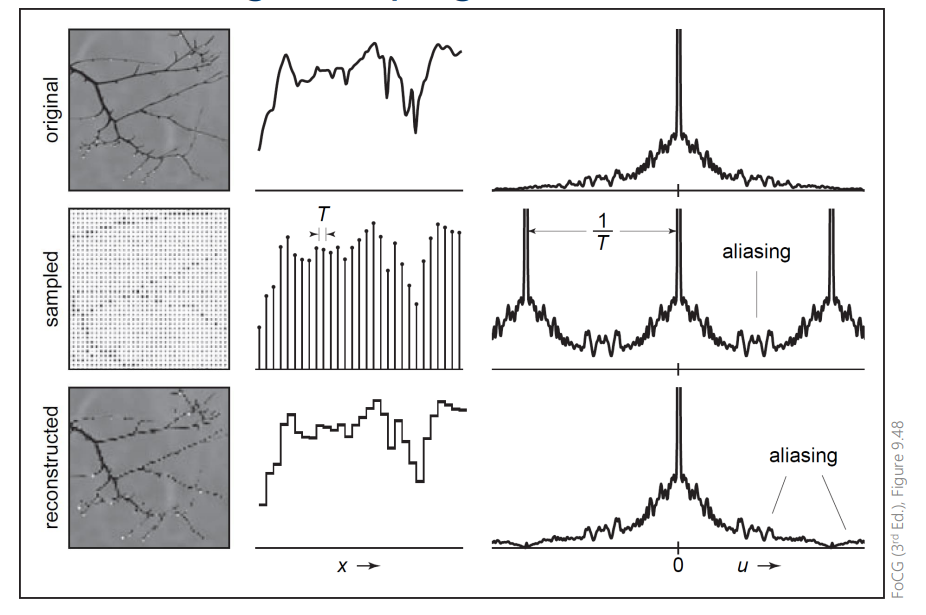 original
sampled
T
1
T
aliasing
reconstructed
aliasing
x →
0
u →
FoCG (3rd Ed.), Figure 9.48